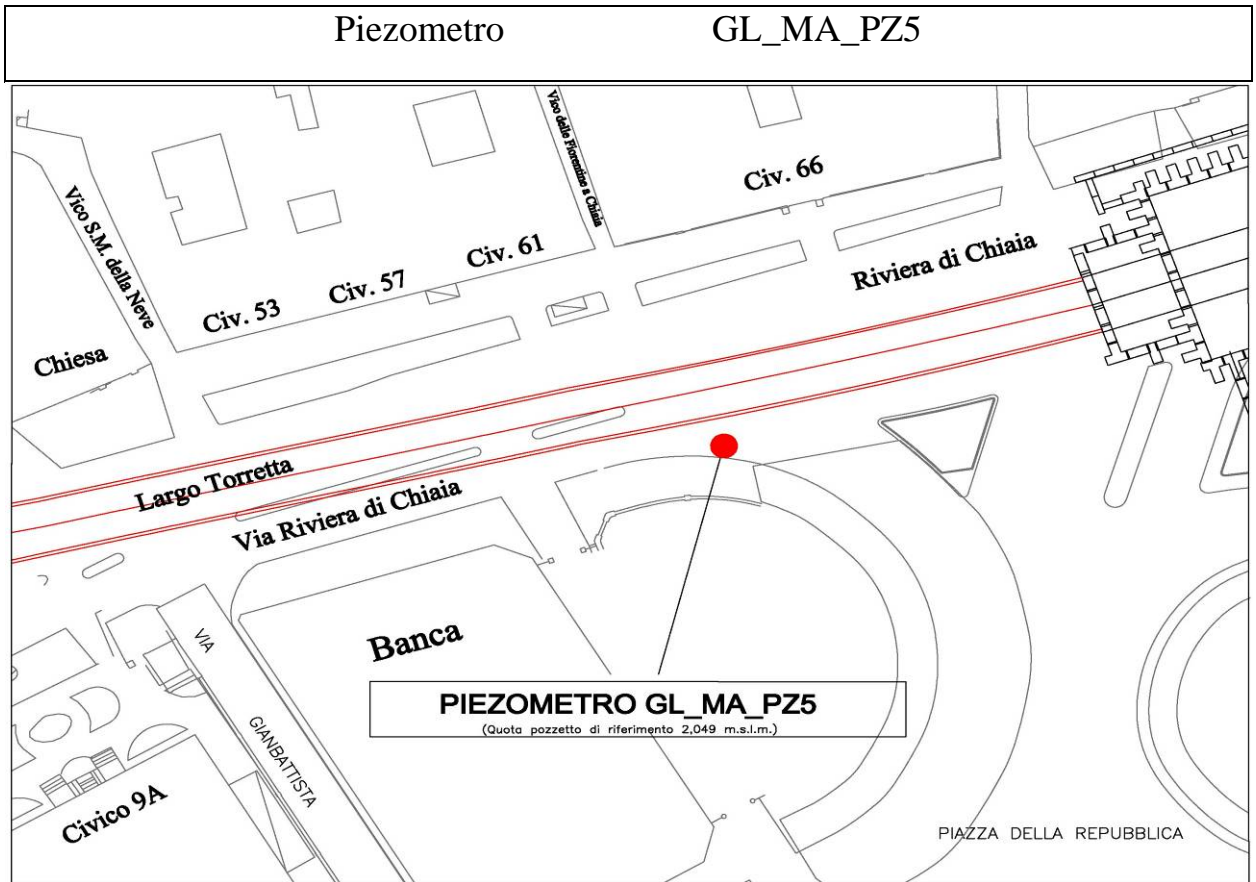 Piezometro GL_MA_PZ5
Vico S.M. della Neve
Vico delle Fiorentine a Chiaia
Civ. 66
Civ. 61
Civ. 57
Civ. 53
Chiesa
Riviera di Chiaia
Largo Torretta
Via Riviera di Chiaia
Banca
VIA
GIANBATTISTA
PIEZOMETRO GL_MA_PZ5
(Quota pozzetto di riferimento 2,049 m.s.l.m.)
Civico 9A
PIAZZA DELLA REPUBBLICA